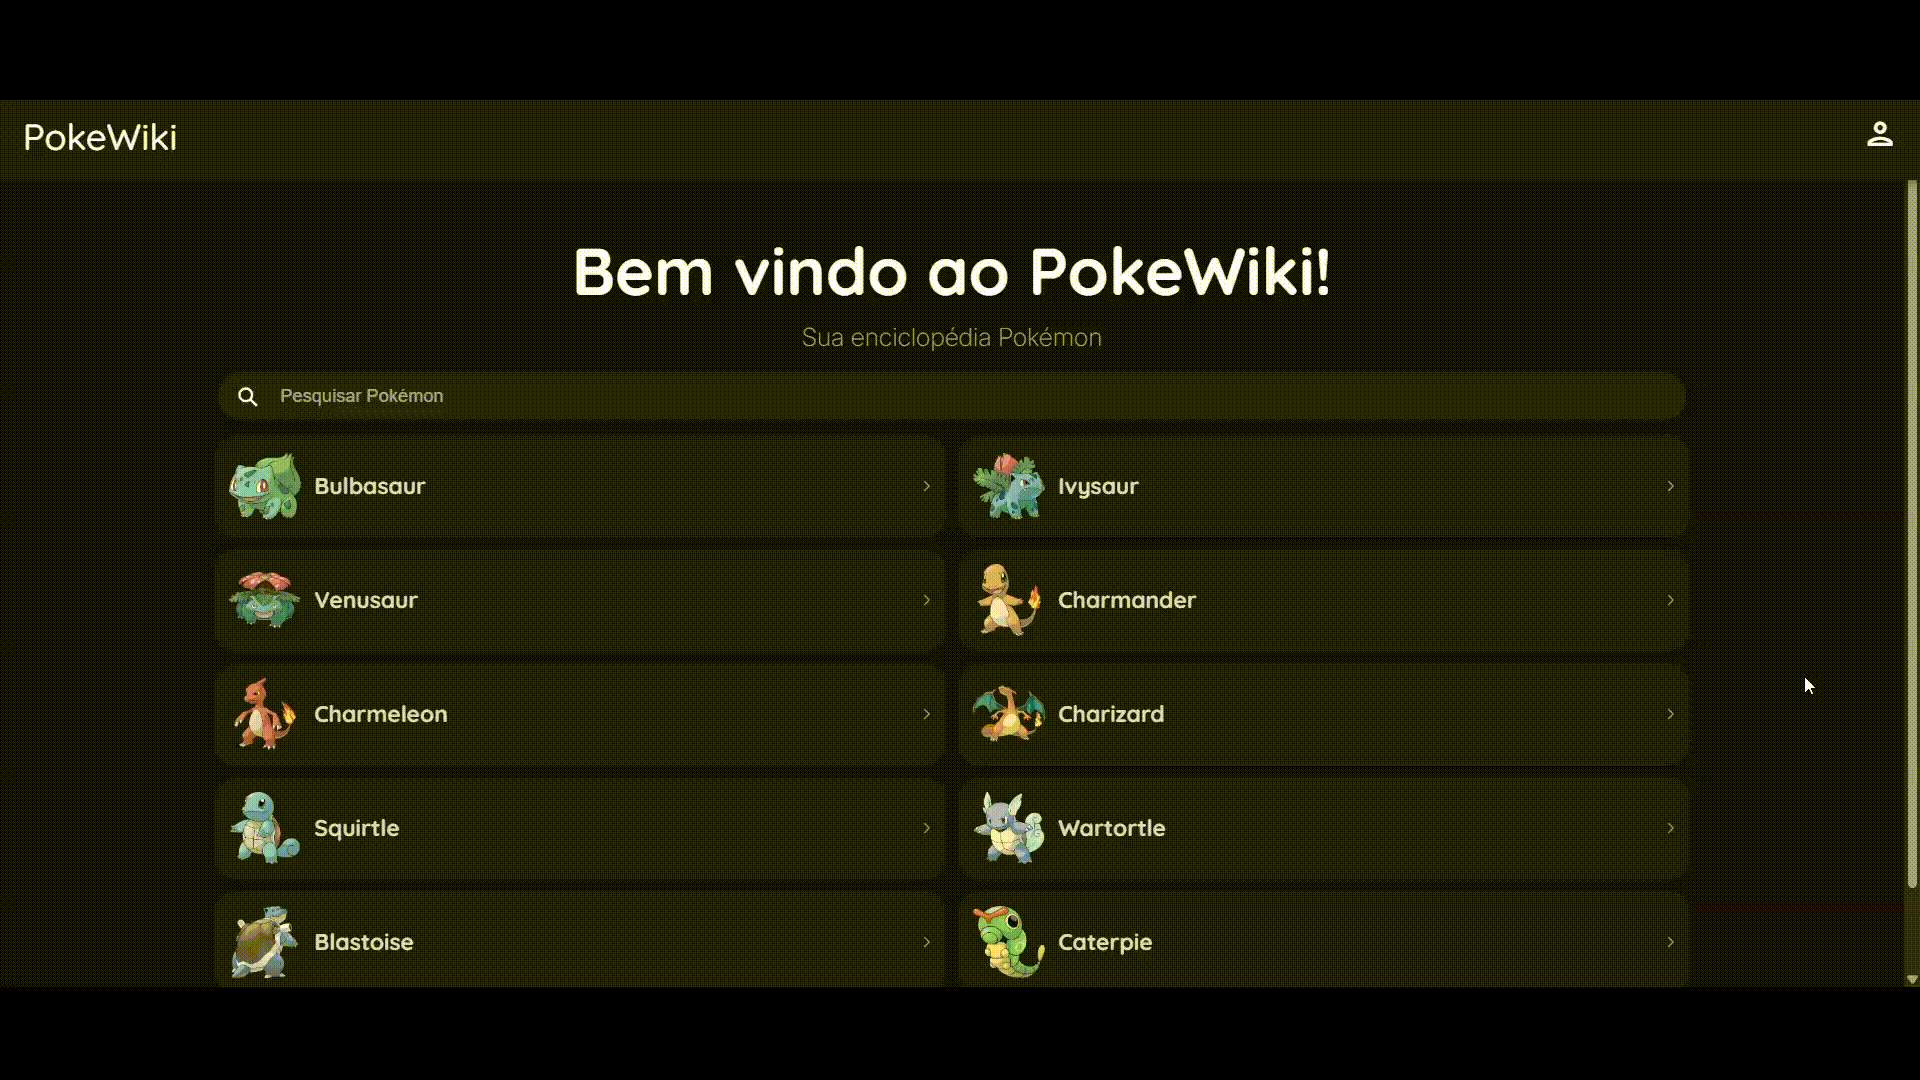 PokeWiki
Bem vindo ao PokeWiki!
Sua enciclopédia Pokémon
Pesquisar Pokémon
Bulbasaur
Ivysaur
Venusaur
Charmander
Charmeleon
Charizard
Squirtle
Wartortle
Blastoise
Caterpie